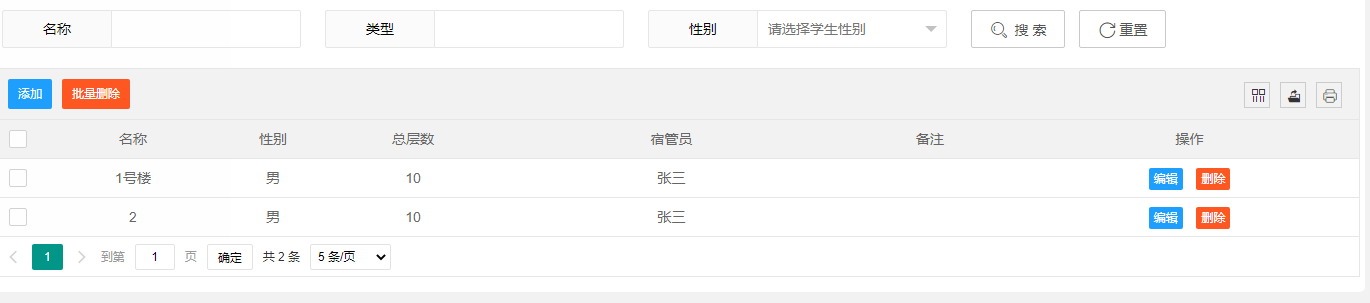 名称 类型 性别 请选择学生性别 搜 索 重置
添加 批量删除
名称 性别 总层数 宿管员 备注 操作
1号楼 男 10 张三 编辑 删除
2 男 10 张三 编辑 删除
1 到第 1 页 确定 共 2 条 5 条/页